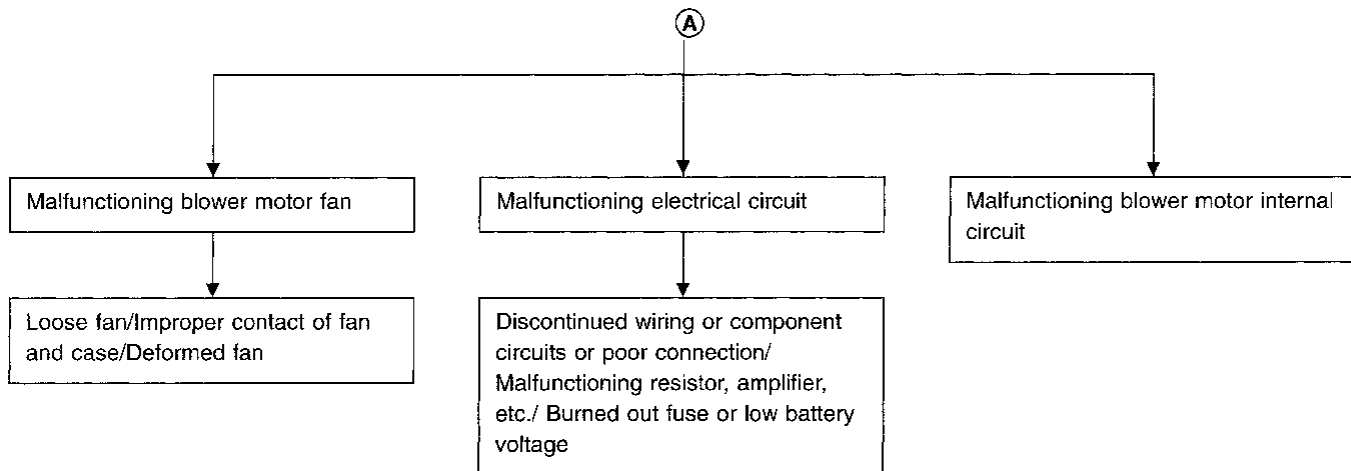 A
Malfunctioning blower motor fan
Malfunctioning electrical circuit
Malfunctioning blower motor internal
circuit
Loose fan/Improper contact of fan
and case/Deformed fan
Discontinued wiring or component
circuits or poor connection/
Malfunctioning resistor, amplifier,
etc./ Burned out fuse or low battery
voltage